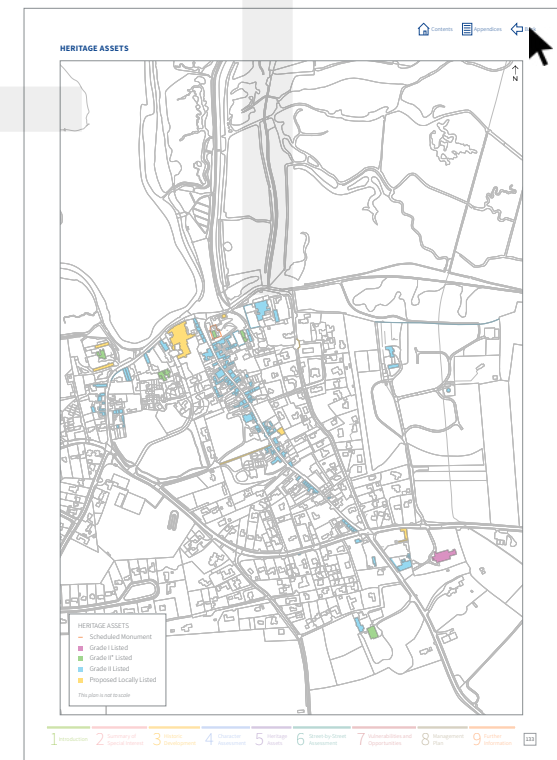 Contents Appendices Back
HERITAGE ASSETS
N
HERITAGE ASSETS
Scheduled Monument
Grade I Listed
Grade II* Listed
Grade II Listed
Proposed Locally Listed
This plan is not to scale
1 Introduction
2 Summary of Special Interest
3 Historic Development
4 Character Assessment
5 Heritage Assets
6 Street-by-Street Assessment
7 Vulnerabilities and Opportunities
8 Management Plan
9 Further Information
133